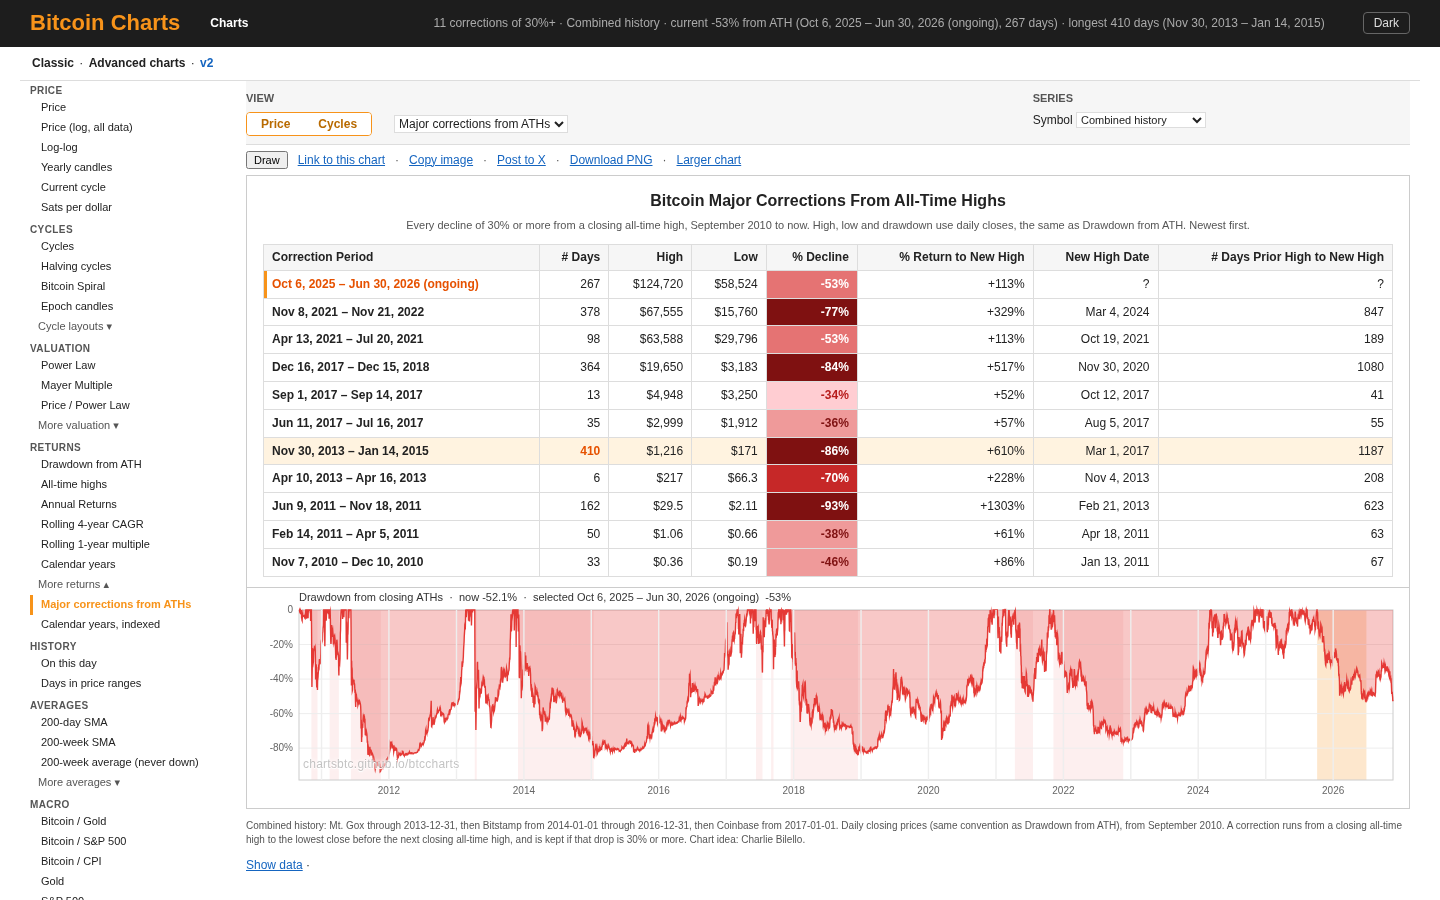 Bitcoin Charts Charts 11 corrections of 30%+ · Combined history · current -53% from ATH (Oct 6, 2025 – Jun 30, 2026 (ongoing), 267 days) · longest 410 days (Nov 30, 2013 – Jan 14, 2015) Dark
Classic · Advanced charts · v2
PRICE
Price
Price (log, all data)
Log-log
Yearly candles
Current cycle
Sats per dollar
CYCLES
Cycles
Halving cycles
Bitcoin Spiral
Epoch candles
Cycle layouts ▾
VALUATION
Power Law
Mayer Multiple
Price / Power Law
More valuation ▾
RETURNS
Drawdown from ATH
All-time highs
Annual Returns
Rolling 4-year CAGR
Rolling 1-year multiple
Calendar years
More returns ▴
Major corrections from ATHs
Calendar years, indexed
HISTORY
On this day
Days in price ranges
AVERAGES
200-day SMA
200-week SMA
200-week average (never down)
More averages ▾
MACRO
Bitcoin / Gold
Bitcoin / S&P 500
Bitcoin / CPI
Gold
S&P 500
VIEW
Price Cycles Major corrections from ATHs
SERIES
Symbol Combined history
Draw Link to this chart · Copy image · Post to X · Download PNG · Larger chart
Bitcoin Major Corrections From All-Time Highs
Every decline of 30% or more from a closing all-time high, September 2010 to now. High, low and drawdown use daily closes, the same as Drawdown from ATH. Newest first.
Correction Period # Days High Low % Decline % Return to New High New High Date # Days Prior High to New High
Oct 6, 2025 – Jun 30, 2026 (ongoing) 267 $124,720 $58,524 -53% +113% ? ?
Nov 8, 2021 – Nov 21, 2022 378 $67,555 $15,760 -77% +329% Mar 4, 2024 847
Apr 13, 2021 – Jul 20, 2021 98 $63,588 $29,796 -53% +113% Oct 19, 2021 189
Dec 16, 2017 – Dec 15, 2018 364 $19,650 $3,183 -84% +517% Nov 30, 2020 1080
Sep 1, 2017 – Sep 14, 2017 13 $4,948 $3,250 -34% +52% Oct 12, 2017 41
Jun 11, 2017 – Jul 16, 2017 35 $2,999 $1,912 -36% +57% Aug 5, 2017 55
Nov 30, 2013 – Jan 14, 2015 410 $1,216 $171 -86% +610% Mar 1, 2017 1187
Apr 10, 2013 – Apr 16, 2013 6 $217 $66.3 -70% +228% Nov 4, 2013 208
Jun 9, 2011 – Nov 18, 2011 162 $29.5 $2.11 -93% +1303% Feb 21, 2013 623
Feb 14, 2011 – Apr 5, 2011 50 $1.06 $0.66 -38% +61% Apr 18, 2011 63
Nov 7, 2010 – Dec 10, 2010 33 $0.36 $0.19 -46% +86% Jan 13, 2011 67
Drawdown from closing ATHs · now -52.1% · selected Oct 6, 2025 – Jun 30, 2026 (ongoing) -53%
0
-20%
-40%
-60%
-80%
chartsbtc.github.io/btccharts
2012 2014 2016 2018 2020 2022 2024 2026
Combined history: Mt. Gox through 2013-12-31, then Bitstamp from 2014-01-01 through 2016-12-31, then Coinbase from 2017-01-01. Daily closing prices (same convention as Drawdown from ATH), from September 2010. A correction runs from a closing all-time
high to the lowest close before the next closing all-time high, and is kept if that drop is 30% or more. Chart idea: Charlie Bilello.
Show data ·